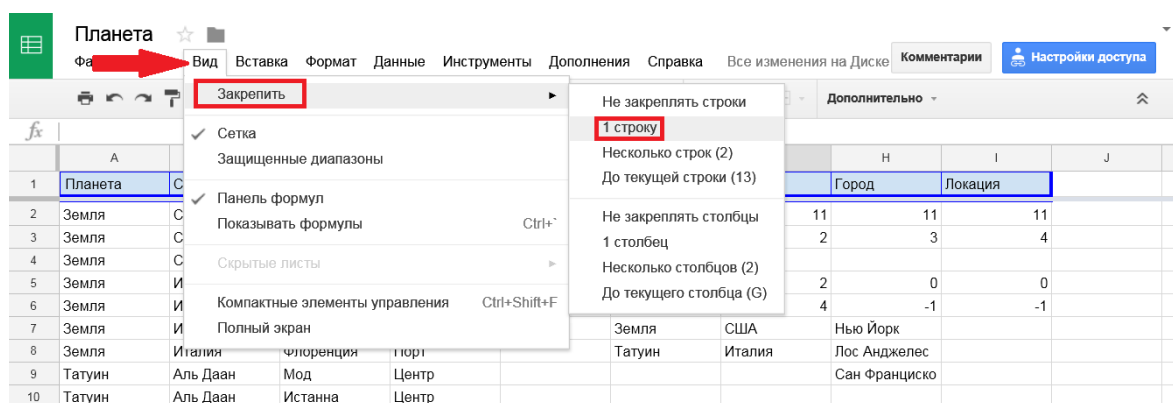 Планета
Вид Вставка Формат Данные Инструменты Дополнения Справка Все изменения на Диске Комментарии Настройки доступа
Закрепить
Дополнительно
Не закреплять строки
1 строку
Несколько строк (2)
До текущей строки (13)
Не закреплять столбцы
1 столбец
Несколько столбцов (2)
До текущего столбца (G)
fx
Сетка
Защищенные диапазоны
Панель формул
Показывать формулы Ctrl+`
Скрытые листы
Компактные элементы управления Ctrl+Shift+F
Полный экран
A H I J
1 Планета Город Локация
2 Земля С 11 11 11
3 Земля С 2 3 4
4 Земля С
5 Земля И 2 0 0
6 Земля И 4 -1 -1
7 Земля И Земля США Нью Йорк
8 Земля Италия Флоренция Порт Татуин Италия Лос Анджелес
9 Татуин Аль Даан Мод Центр Сан Франциско
10 Татуин Аль Даан Истанна Центр